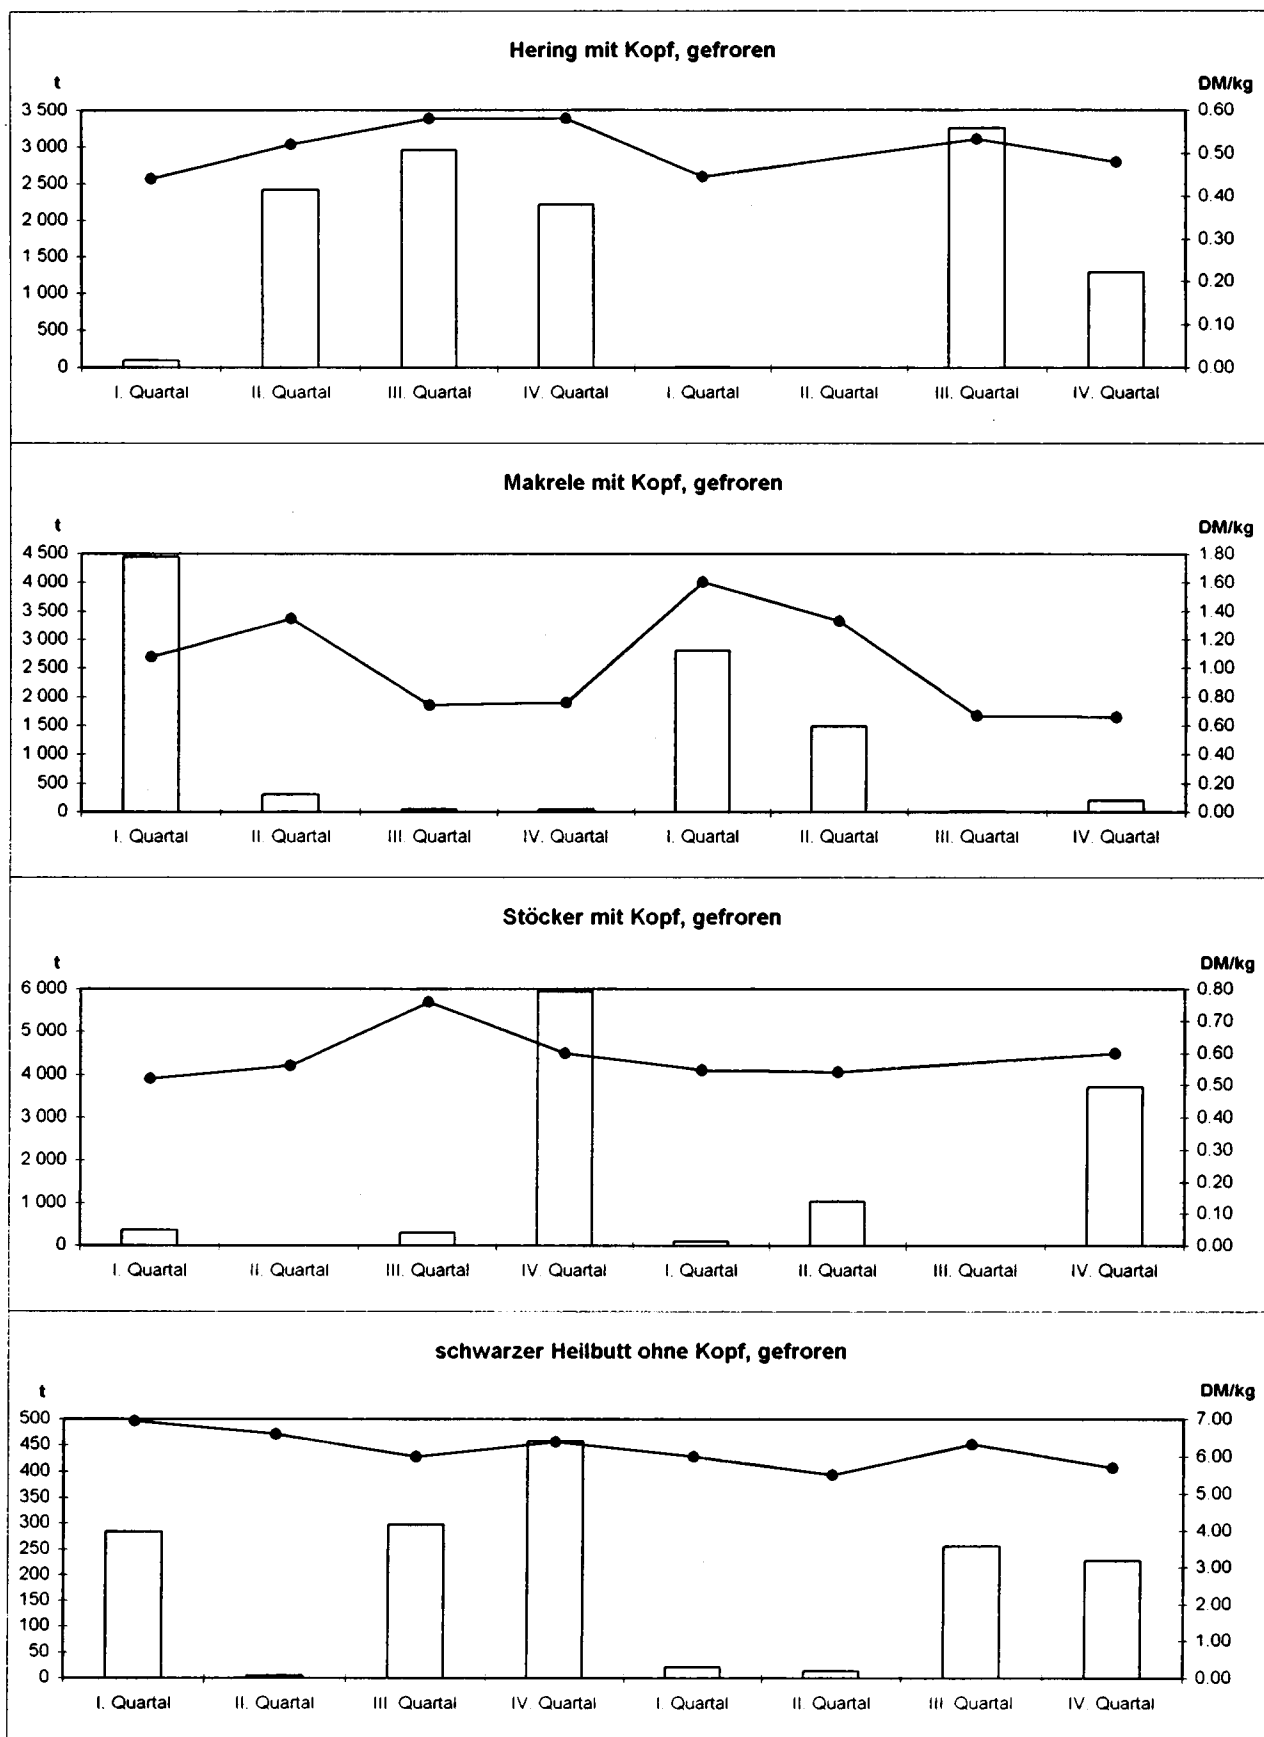 Hering mit Kopf, gefroren
t DM/kg
3 500 0.60
3 000 0.50
2 500 0.40
2 000
1 500 0.30
1 000 0.20
500 0.10
0 0.00
I. Quartal II. Quartal III. Quartal IV. Quartal I. Quartal II. Quartal III. Quartal IV. Quartal
Makrele mit Kopf, gefroren
t DM/kg
4 500 1.80
4 000 1.60
3 500 1.40
3 000 1.20
2 500 1.00
2 000 0.80
1 500 0.60
1 000 0.40
500 0.20
0 0.00
I. Quartal II. Quartal III. Quartal IV. Quartal I. Quartal II. Quartal III. Quartal IV. Quartal
Stöcker mit Kopf, gefroren
t DM/kg
6 000 0.80
5 000 0.70
4 000 0.60
3 000 0.50
2 000 0.40
1 000 0.30
0 0.20
0.10
0.00
I. Quartal II. Quartal III. Quartal IV. Quartal I. Quartal II. Quartal III. Quartal IV. Quartal
schwarzer Heilbutt ohne Kopf, gefroren
t DM/kg
500 7.00
450 6.00
400 5.00
350
300 4.00
250 3.00
200
150 2.00
100 1.00
50
0 0.00
I. Quartal II. Quartal III. Quartal IV. Quartal I. Quartal II. Quartal III. Quartal IV. Quartal